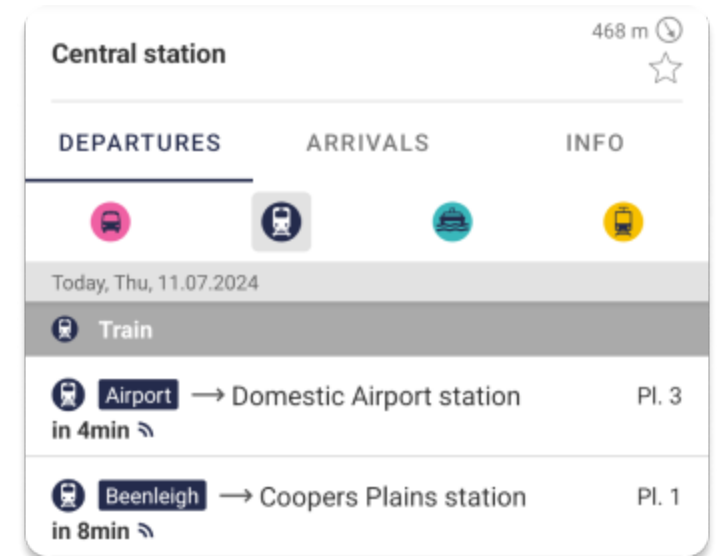 468 m
Central station
DEPARTURES ARRIVALS INFO
Today, Thu, 11.07.2024
Train
Airport → Domestic Airport station Pl. 3
in 4min
Beenleigh → Coopers Plains station Pl. 1
in 8min